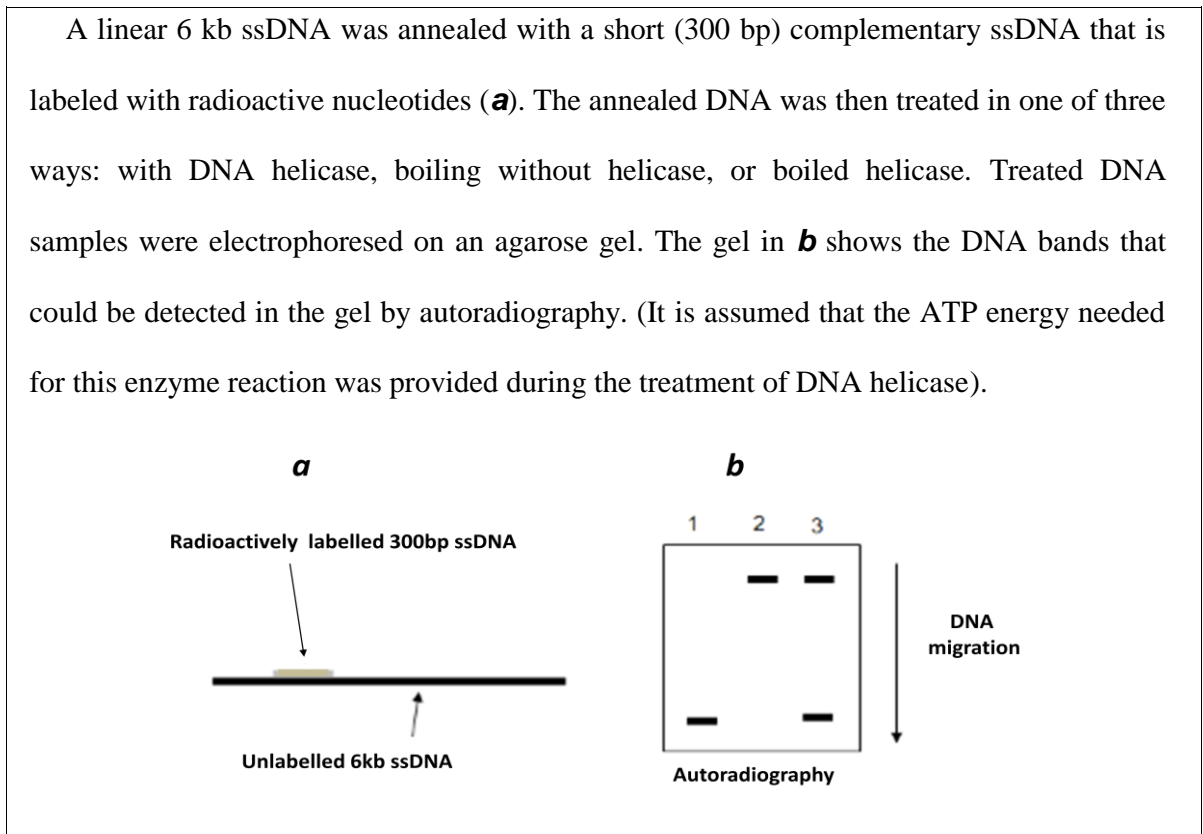 A linear 6 kb ssDNA was annealed with a short (300 bp) complementary ssDNA that is
labeled with radioactive nucleotides (a). The annealed DNA was then treated in one of three
ways: with DNA helicase, boiling without helicase, or boiled helicase. Treated DNA
samples were electrophoresed on an agarose gel. The gel in b shows the DNA bands that
could be detected in the gel by autoradiography. (It is assumed that the ATP energy needed
for this enzyme reaction was provided during the treatment of DNA helicase).
a
Radioactively labelled 300bp ssDNA
Unlabelled 6kb ssDNA
b
1 2 3
DNA
migration
Autoradiography